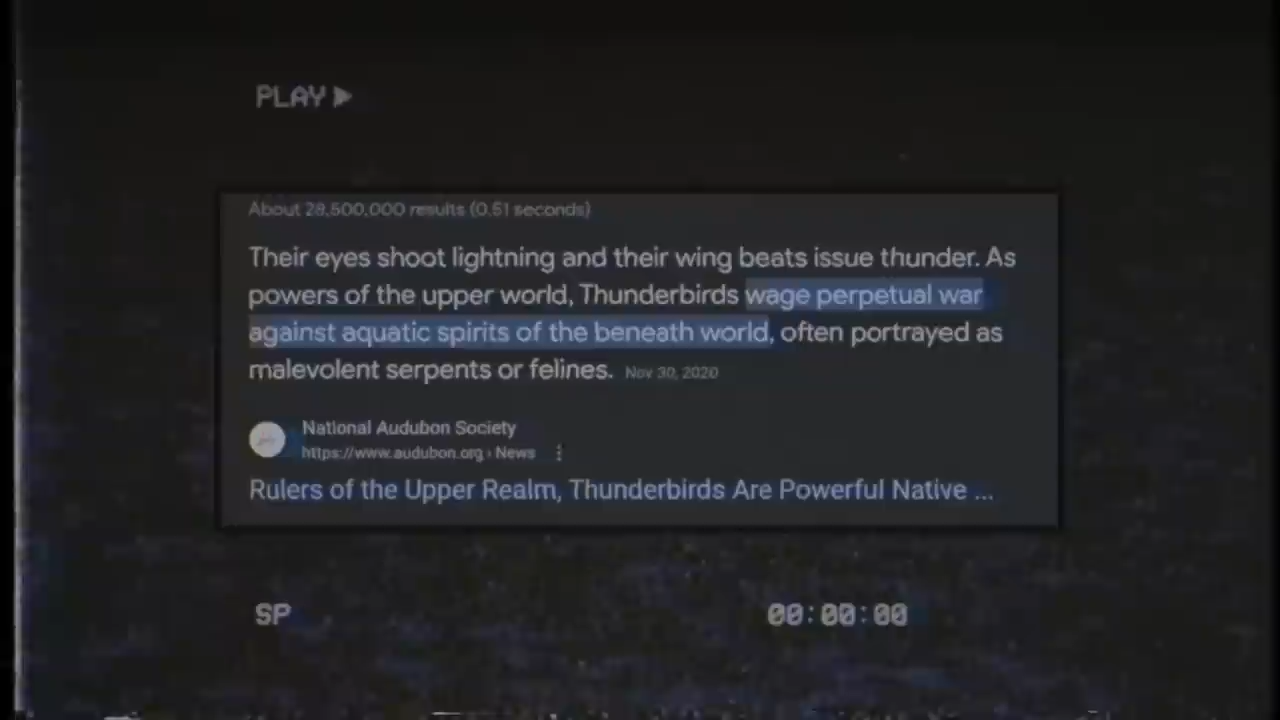 PLAY
About 28,500,000 results (0.51 seconds)
Their eyes shoot lightning and their wing beats issue thunder. As
powers of the upper world, Thunderbirds wage perpetual war
against aquatic spirits of the beneath world, often portrayed as
malevolent serpents or felines. Nov 30, 2020
National Audubon Society
https://www.audubon.org › News
Rulers of the Upper Realm, Thunderbirds Are Powerful Native ...
SP 00:00:00